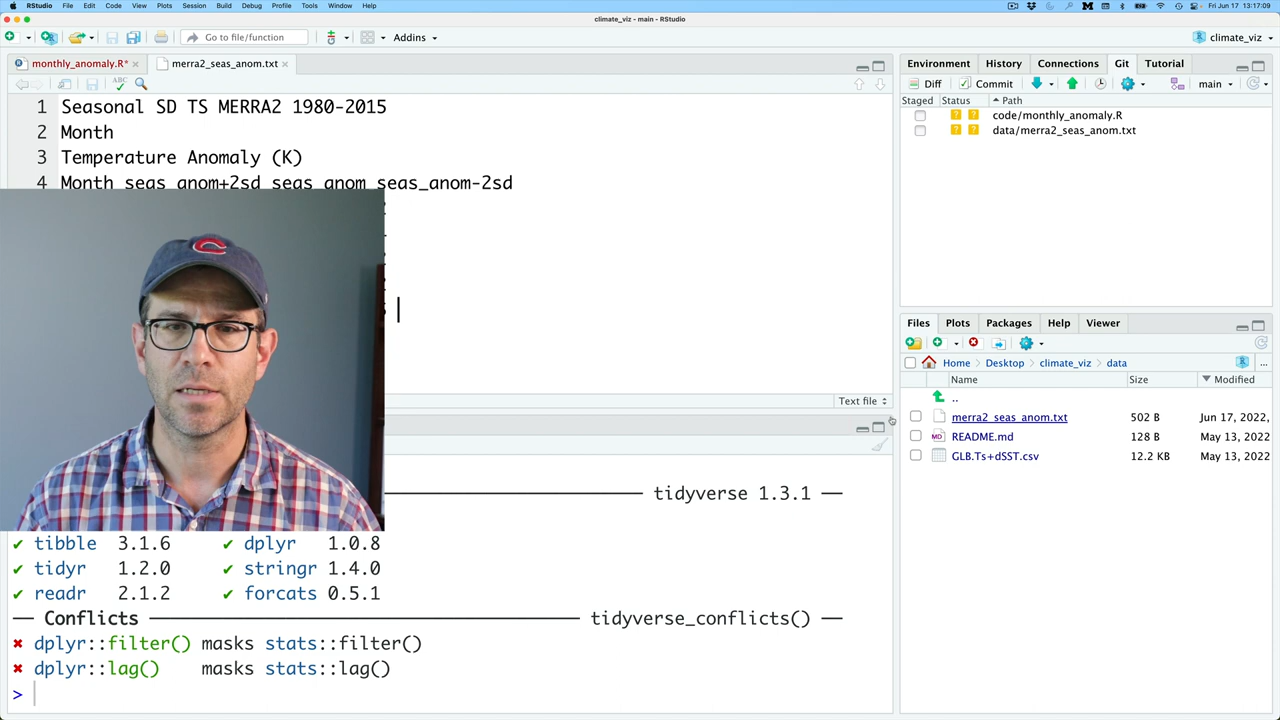 RStudio File Edit Code View Plots Session Build Debug Profile Tools Window Help Fri Jun 17 13:17:09
climate_viz - main - RStudio
Go to file/function Addins climate_viz
monthly_anomaly.R* merra2_seas_anom.txt
ABC
1 Seasonal SD TS MERRA2 1980-2015
2 Month
3 Temperature Anomaly (K)
4 Month seas_anom+2sd seas_anom seas_anom-2sd
Text file
tidyverse 1.3.1
✔ tibble 3.1.6 ✔ dplyr 1.0.8
✔ tidyr 1.2.0 ✔ stringr 1.4.0
✔ readr 2.1.2 ✔ forcats 0.5.1
Conflicts tidyverse_conflicts()
✖ dplyr::filter() masks stats::filter()
✖ dplyr::lag() masks stats::lag()
>
Environment History Connections Git Tutorial
Diff Commit main
Staged Status Path
? ? code/monthly_anomaly.R
? ? data/merra2_seas_anom.txt
Files Plots Packages Help Viewer
Home Desktop climate_viz data ...
Name Size Modified
..
merra2_seas_anom.txt 502 B Jun 17, 2022,
MD README.md 128 B May 13, 2022
GLB.Ts+dSST.csv 12.2 KB May 13, 2022
C